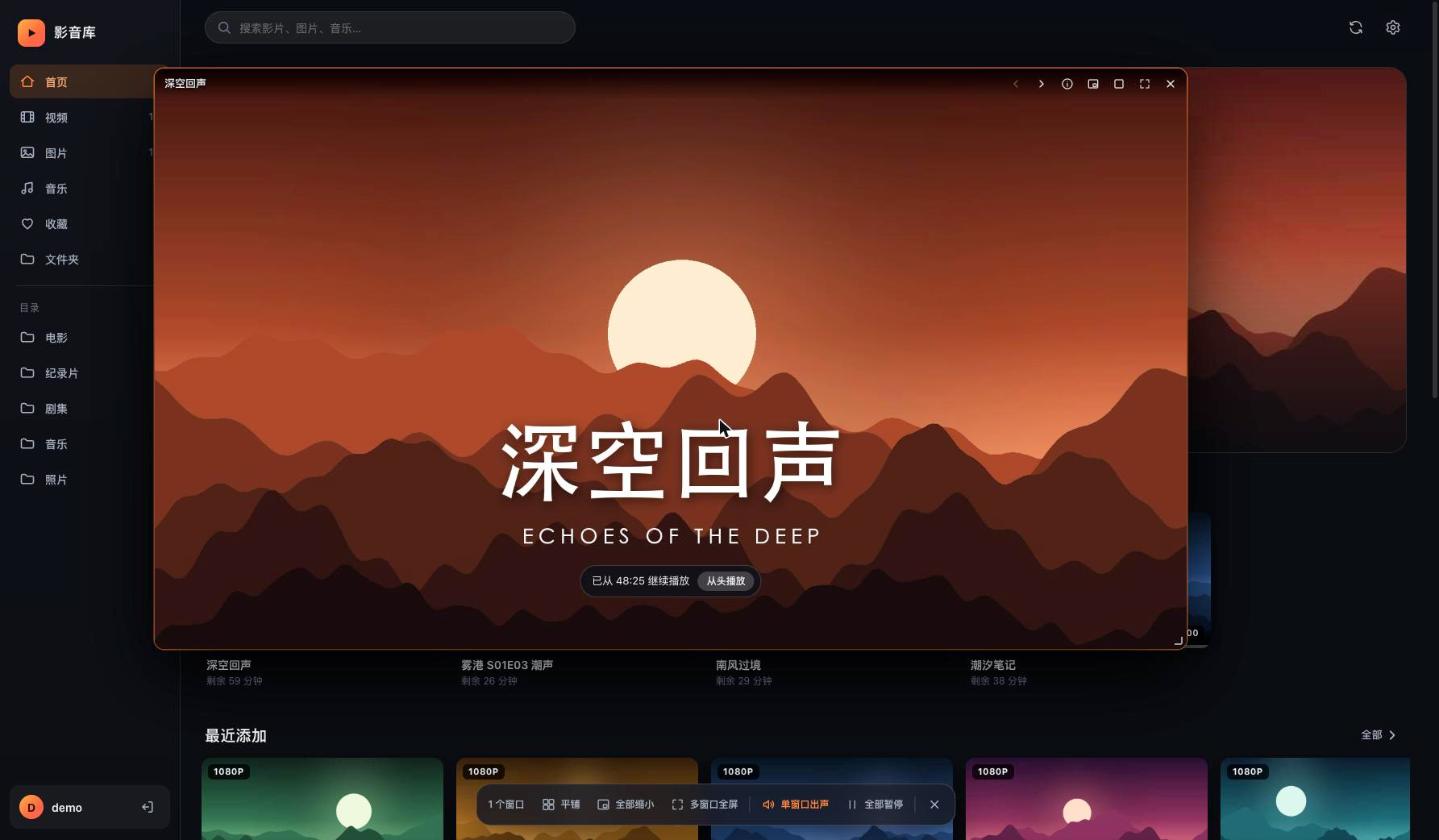 影音库
搜索影片、图片、音乐...
首页
视频
图片
音乐
收藏
文件夹
目录
电影
纪录片
剧集
音乐
照片
深空回声
深空回声
ECHOES OF THE DEEP
已从 48:25 继续播放 从头播放
深空回声
剩余 59 分钟
雾港 S01E03 潮声
剩余 26 分钟
南风过境
剩余 29 分钟
潮汐笔记
剩余 38 分钟
最近添加
全部
1080P
1080P
1080P
1080P
1080P
1 个窗口 平铺 全部缩小 多窗口全屏 单窗口出声 全部暂停
D demo